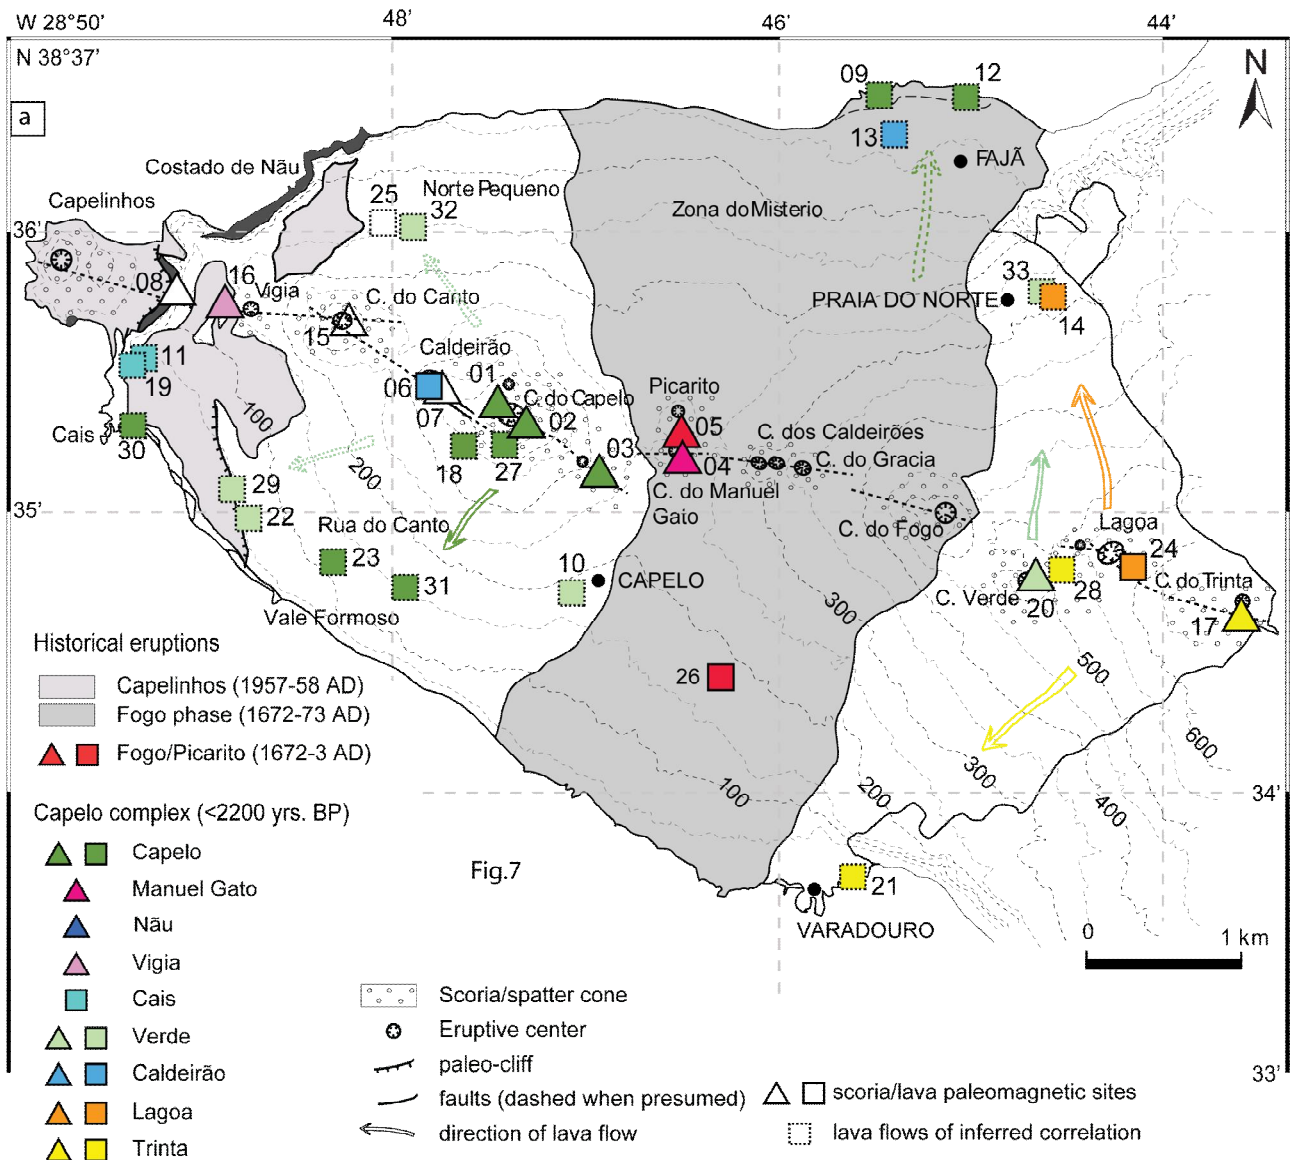 W 28°50'
48'
46'
44'
N 38°37'
N
a
09
12
13
FAJÃ
Costado de Nãu
Capelinhos
25
Norte Pequeno
32
Zona do Misterio
36'
08
16
Vigia
C. do Canto
15
33
PRAIA DO NORTE
14
11
19
Caldeirão
06
01
07
C. do Capelo
02
Picarito
05
03
04
C. dos Caldeirões
C. do Gracia
100
Cais
30
18
27
200
C. do Manuel
Gato
C. do Fogo
29
22
35'
Rua do Canto
Lagoa
24
23
31
10
CAPELO
C. Verde
20
28
C. do Trinta
17
Vale Formoso
300
26
500
600
300
100
200
400
34'
Historical eruptions
Capelinhos (1957-58 AD)
Fogo phase (1672-73 AD)
Fogo/Picarito (1672-3 AD)
Capelo complex (<2200 yrs. BP)
Capelo
Manuel Gato
Nãu
Vigia
Cais
Verde
Caldeirão
Lagoa
Trinta
Fig.7
21
VARADOURO
0
1 km
Scoria/spatter cone
Eruptive center
paleo-cliff
faults (dashed when presumed)
direction of lava flow
scoria/lava paleomagnetic sites
lava flows of inferred correlation
33'